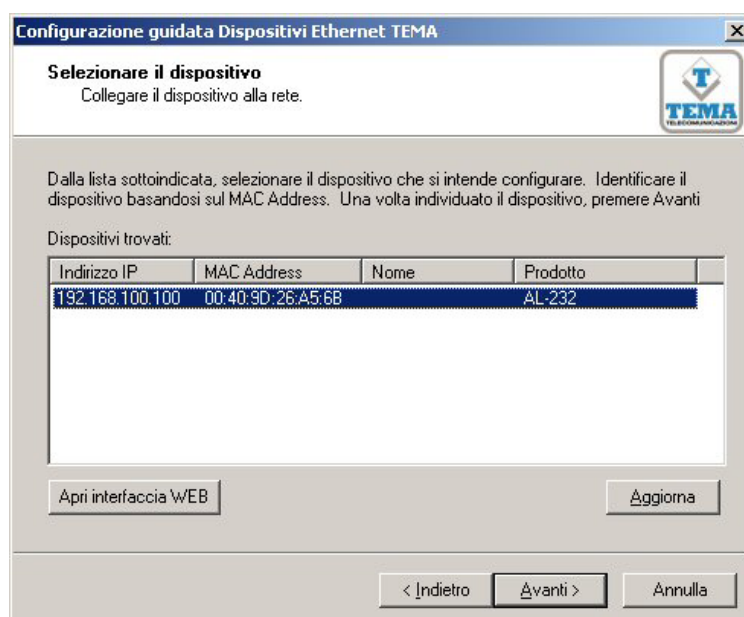 Configurazione guidata Dispositivi Ethernet TEMA
Selezionare il dispositivo
Collegare il dispositivo alla rete.
T
TEMA
TELECOMUNICAZIONI
Dalla lista sottoindicata, selezionare il dispositivo che si intende configurare. Identificare il
dispositivo basandosi sul MAC Address. Una volta individuato il dispositivo, premere Avanti
Dispositivi trovati:
Indirizzo IP MAC Address Nome Prodotto
192.168.100.100 00:40:9D:26:A5:6B AL-232
Apri interfaccia WEB Aggiorna
< Indietro Avanti > Annulla